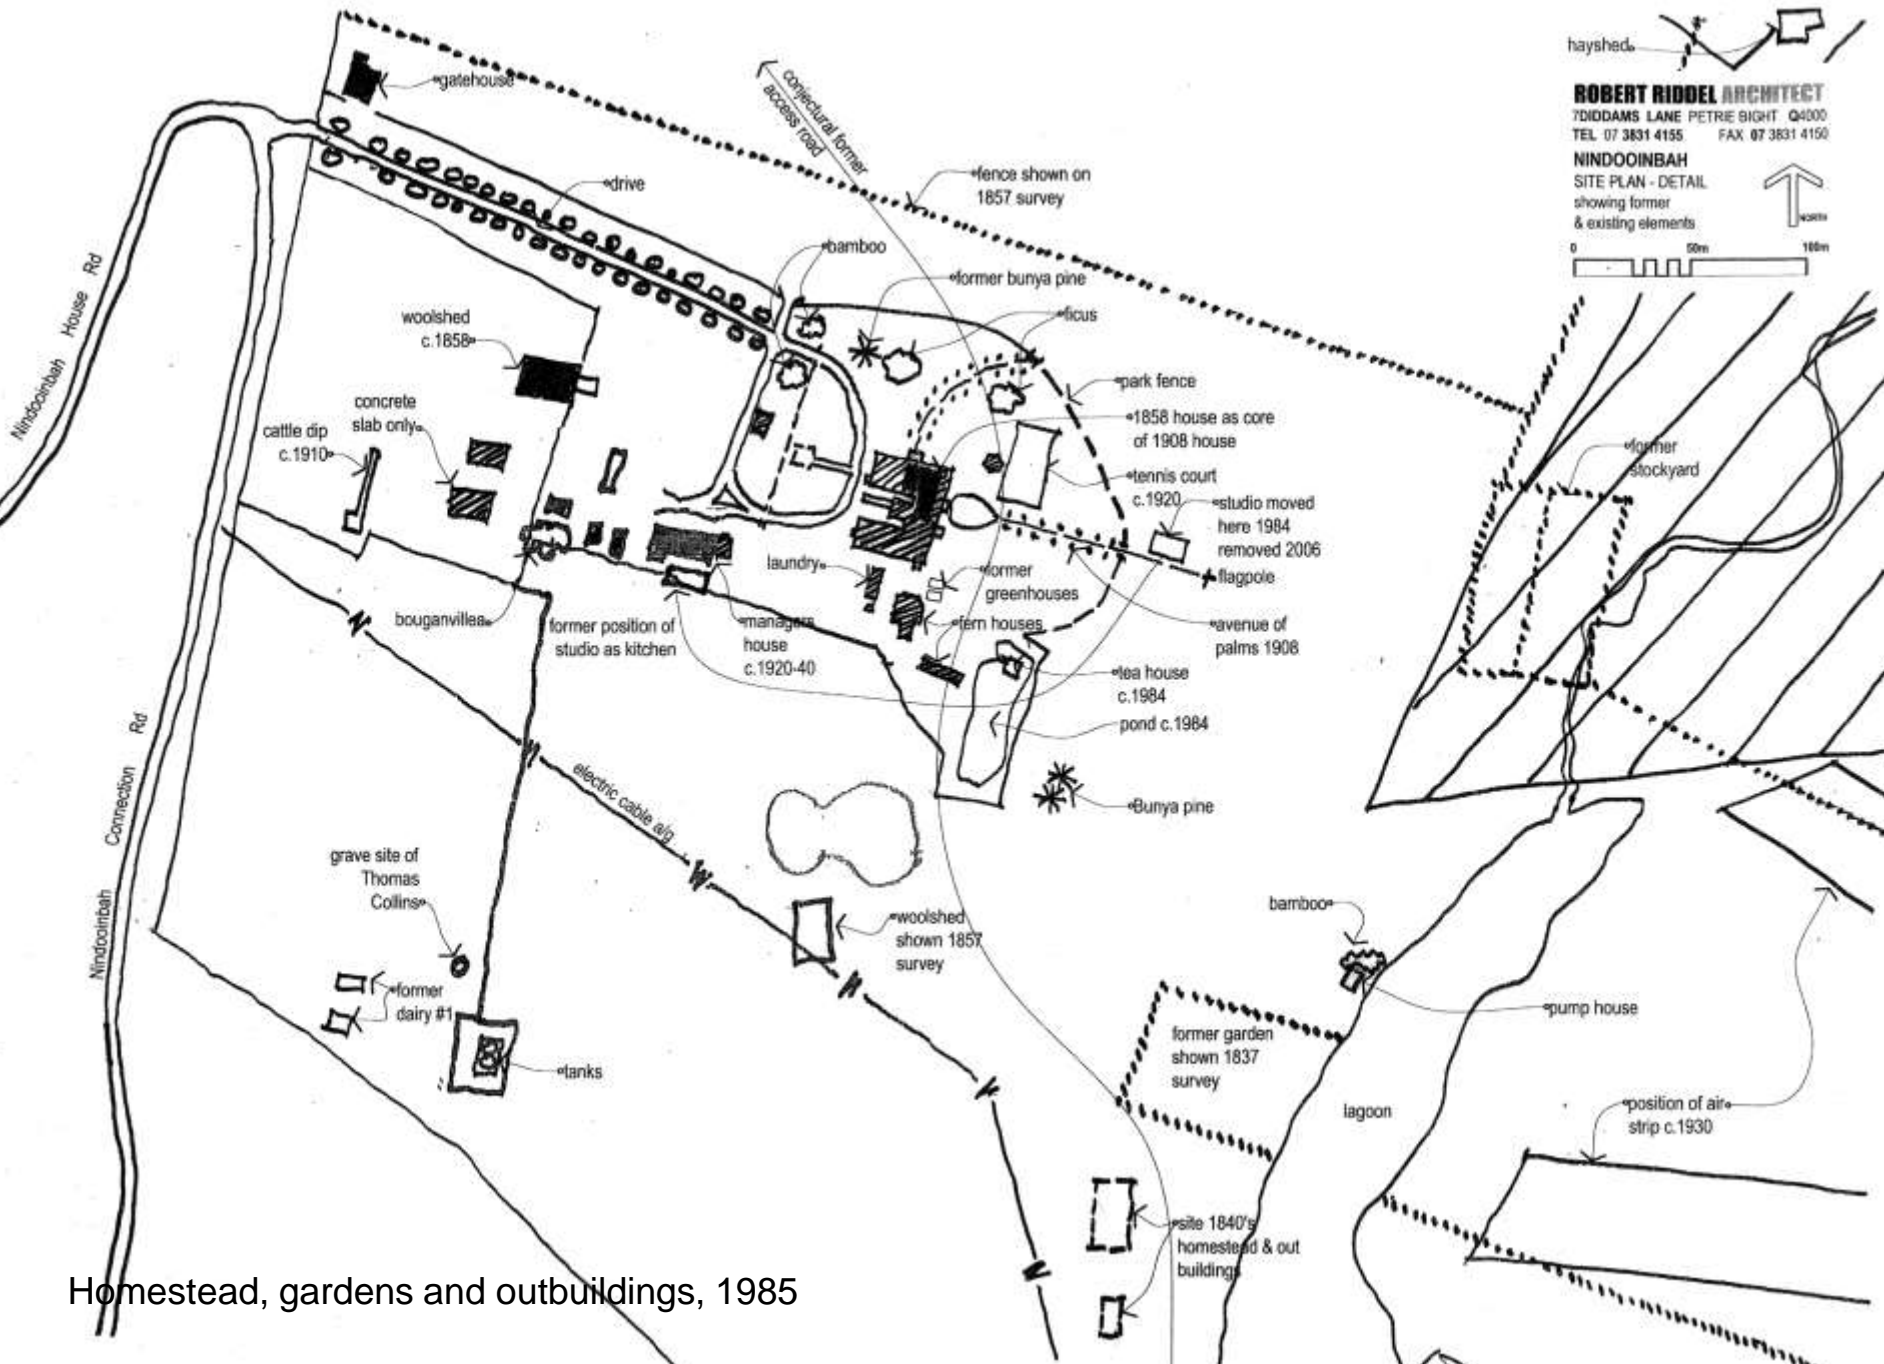 hayshed
ROBERT RIDDEL ARCHITECT
7DIDDAMS LANE PETRIE BIGHT Q4000
TEL 07 3831 4155 FAX 07 3831 4150
NINDOOINBAH
SITE PLAN - DETAIL
showing former
& existing elements
NORTH
0 50m 100m
gatehouse
conjectural former
access road
fence shown on
1857 survey
drive
bamboo
former bunya pine
ficus
Nindooinbah House Rd
woolshed
c.1858
park fence
concrete
slab only
cattle dip
c.1910
1858 house as core
of 1908 house
former
stockyard
tennis court
c.1920
studio moved
here 1984
removed 2006
flagpole
laundry
former
greenhouses
bouganvillea
former position of
studio as kitchen
managers
house
c.1920-40
fern houses
avenue of
palms 1908
tea house
c.1984
pond c.1984
Nindooinbah Connection Rd
electric cable a/g
Bunya pine
grave site of
Thomas
Collins
woolshed
shown 1857
survey
bamboo
former
dairy #1
pump house
former garden
shown 1837
survey
tanks
lagoon
position of air
strip c.1930
site 1840's
homestead & out
buildings
Homestead, gardens and outbuildings, 1985